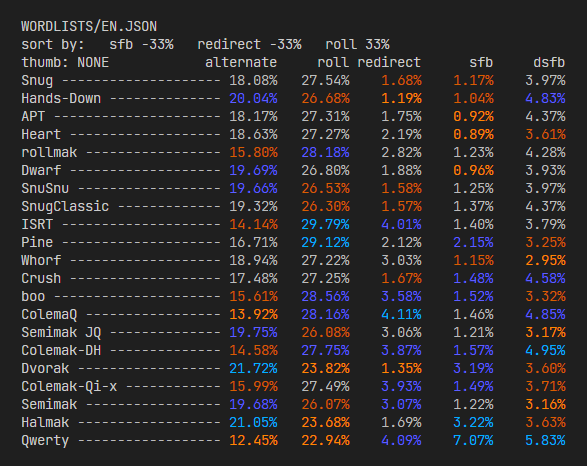 WORDLISTS/EN.JSON
sort by: sfb -33% redirect -33% roll 33%
thumb: NONE alternate roll redirect sfb dsfb
Snug -------------------- 18.08% 27.54% 1.68% 1.17% 3.97%
Hands-Down -------------- 20.04% 26.68% 1.19% 1.04% 4.83%
APT --------------------- 18.17% 27.31% 1.75% 0.92% 4.37%
Heart ------------------- 18.63% 27.27% 2.19% 0.89% 3.61%
rollmak ----------------- 15.80% 28.18% 2.82% 1.23% 4.28%
Dwarf ------------------- 19.69% 26.80% 1.88% 0.96% 3.93%
SnuSnu ------------------ 19.66% 26.53% 1.58% 1.25% 3.97%
SnugClassic ------------- 19.32% 26.30% 1.57% 1.37% 4.37%
ISRT -------------------- 14.14% 29.79% 4.01% 1.40% 3.79%
Pine -------------------- 16.71% 29.12% 2.12% 2.15% 3.25%
Whorf ------------------- 18.94% 27.22% 3.03% 1.15% 2.95%
Crush ------------------- 17.48% 27.25% 1.67% 1.48% 4.58%
boo --------------------- 15.61% 28.56% 3.58% 1.52% 3.32%
ColemaQ ----------------- 13.92% 28.16% 4.11% 1.46% 4.85%
Semimak JQ -------------- 19.75% 26.08% 3.06% 1.21% 3.17%
Colemak-DH -------------- 14.58% 27.75% 3.87% 1.57% 4.95%
Dvorak ------------------ 21.72% 23.82% 1.35% 3.19% 3.60%
Colemak-Qi-x ------------ 15.99% 27.49% 3.93% 1.49% 3.71%
Semimak ----------------- 19.68% 26.07% 3.07% 1.22% 3.16%
Halmak ------------------ 21.05% 23.68% 1.69% 3.22% 3.63%
Qwerty ------------------ 12.45% 22.94% 4.09% 7.07% 5.83%